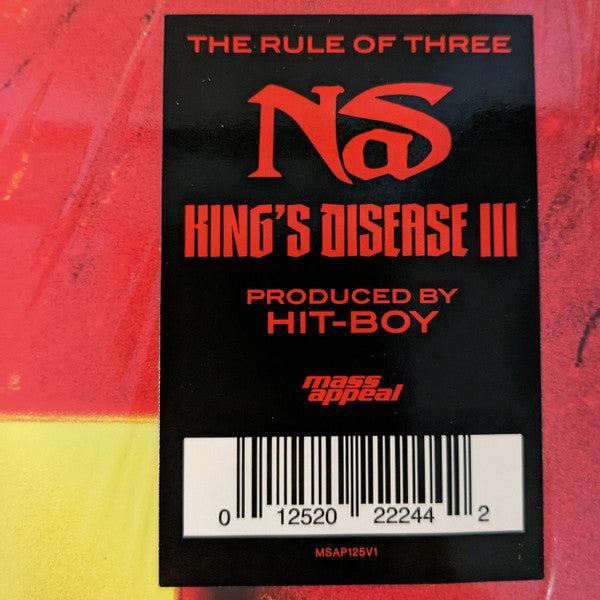 THE RULE OF THREE
NaS
KING'S DISEASE III
PRODUCED BY
HIT-BOY
mass
appeal
0 12520 22244 2
MSAP125V1